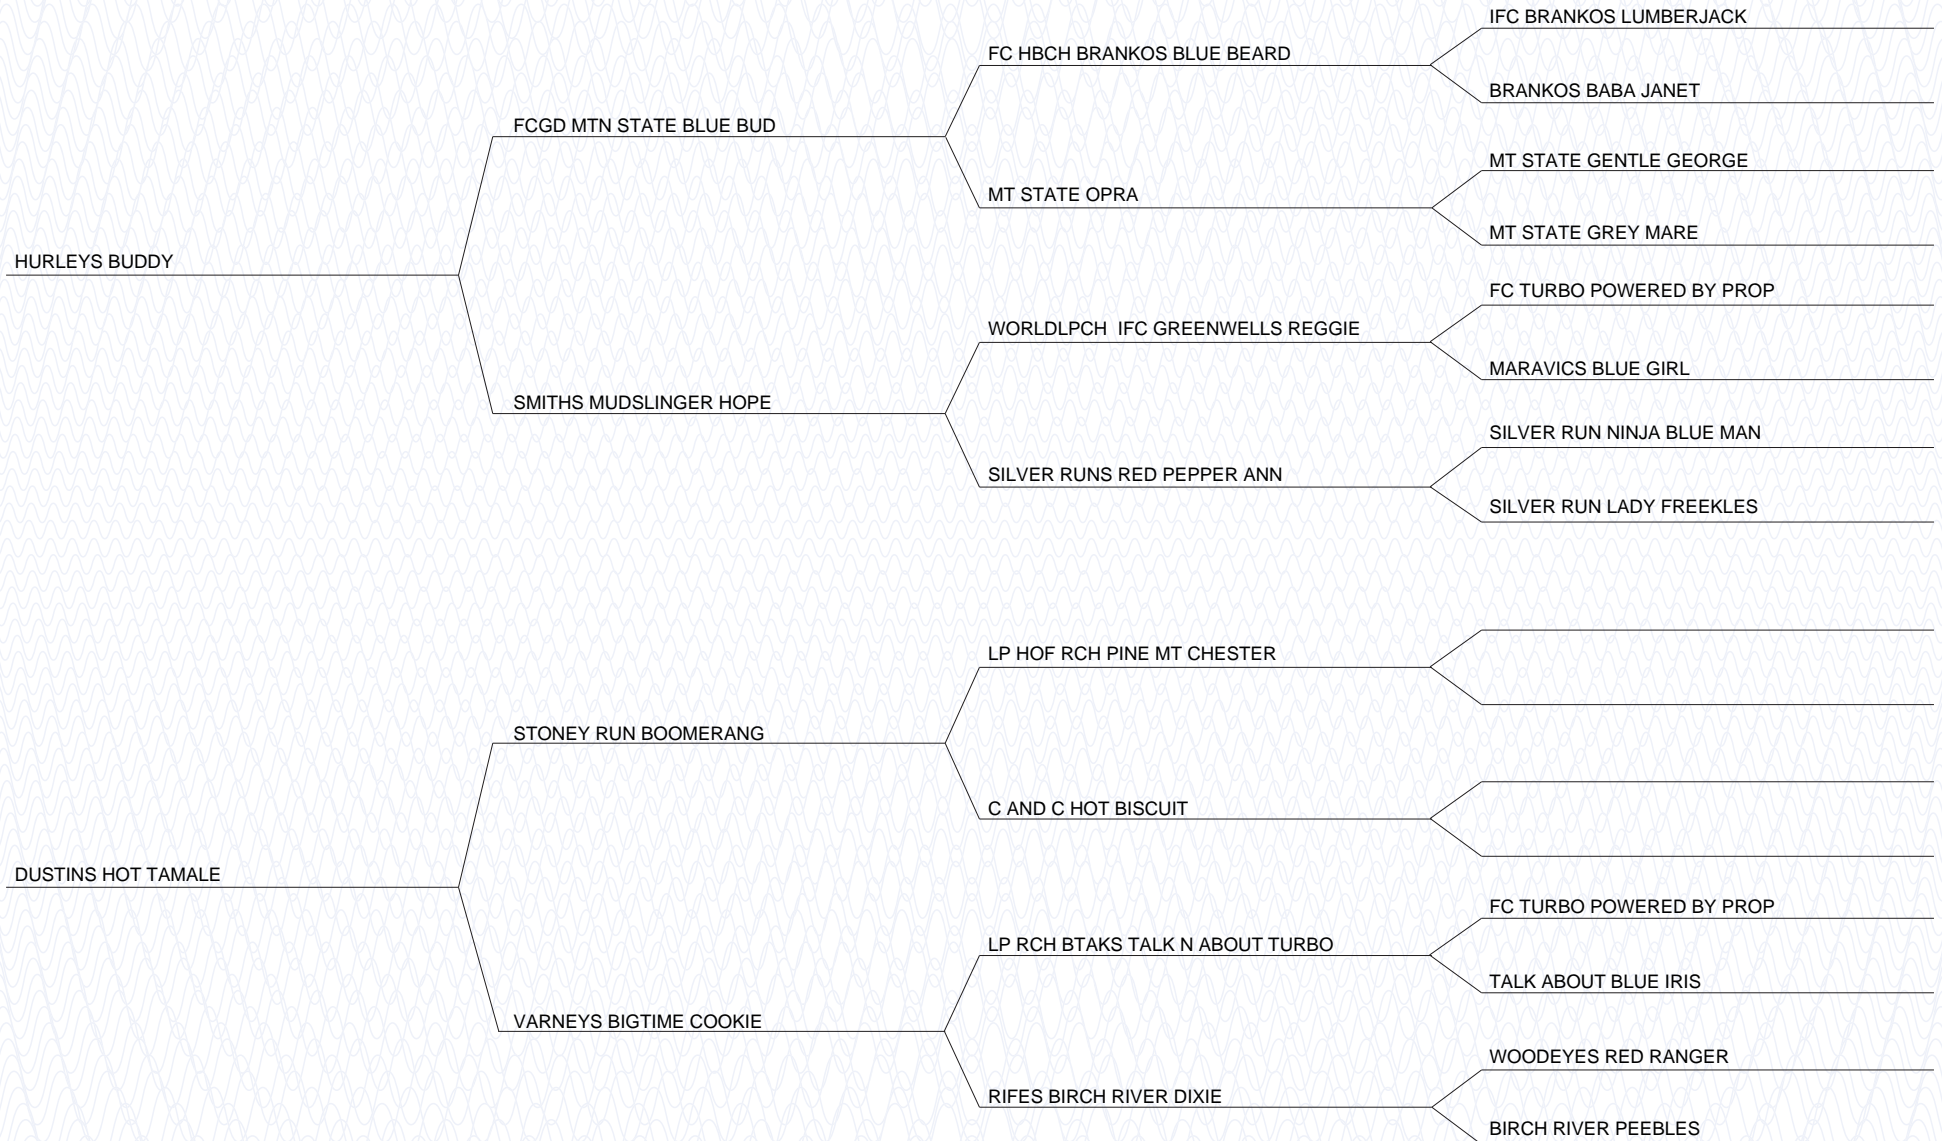 IFC BRANKOS LUMBERJACK
FC HBCH BRANKOS BLUE BEARD
BRANKOS BABA JANET
FCGD MTN STATE BLUE BUD
MT STATE GENTLE GEORGE
MT STATE OPRA
MT STATE GREY MARE
HURLEYS BUDDY
FC TURBO POWERED BY PROP
WORLDLPCH  IFC GREENWELLS REGGIE
MARAVICS BLUE GIRL
SMITHS MUDSLINGER HOPE
SILVER RUN NINJA BLUE MAN
SILVER RUNS RED PEPPER ANN
SILVER RUN LADY FREEKLES
LP HOF RCH PINE MT CHESTER
STONEY RUN BOOMERANG
C AND C HOT BISCUIT
DUSTINS HOT TAMALE
FC TURBO POWERED BY PROP
LP RCH BTAKS TALK N ABOUT TURBO
TALK ABOUT BLUE IRIS
VARNEYS BIGTIME COOKIE
WOODEYES RED RANGER
RIFES BIRCH RIVER DIXIE
BIRCH RIVER PEEBLES